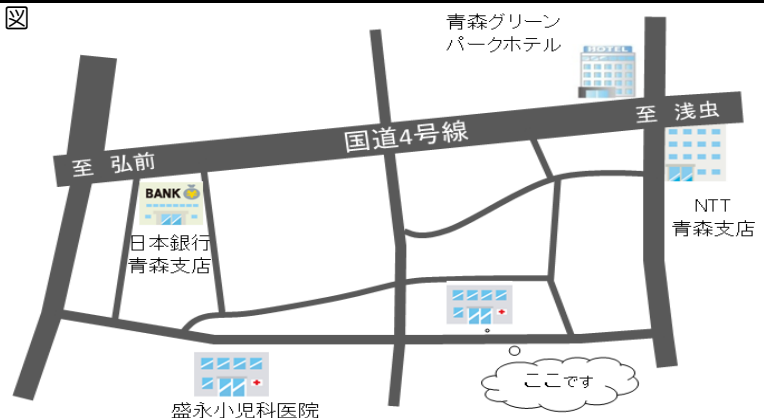 図
青森グリーン
パークホテル
HOTEL
至 浅虫
国道4号線
至 弘前
BANK
日本銀行
青森支店
NTT
青森支店
ここです
盛永小児科医院